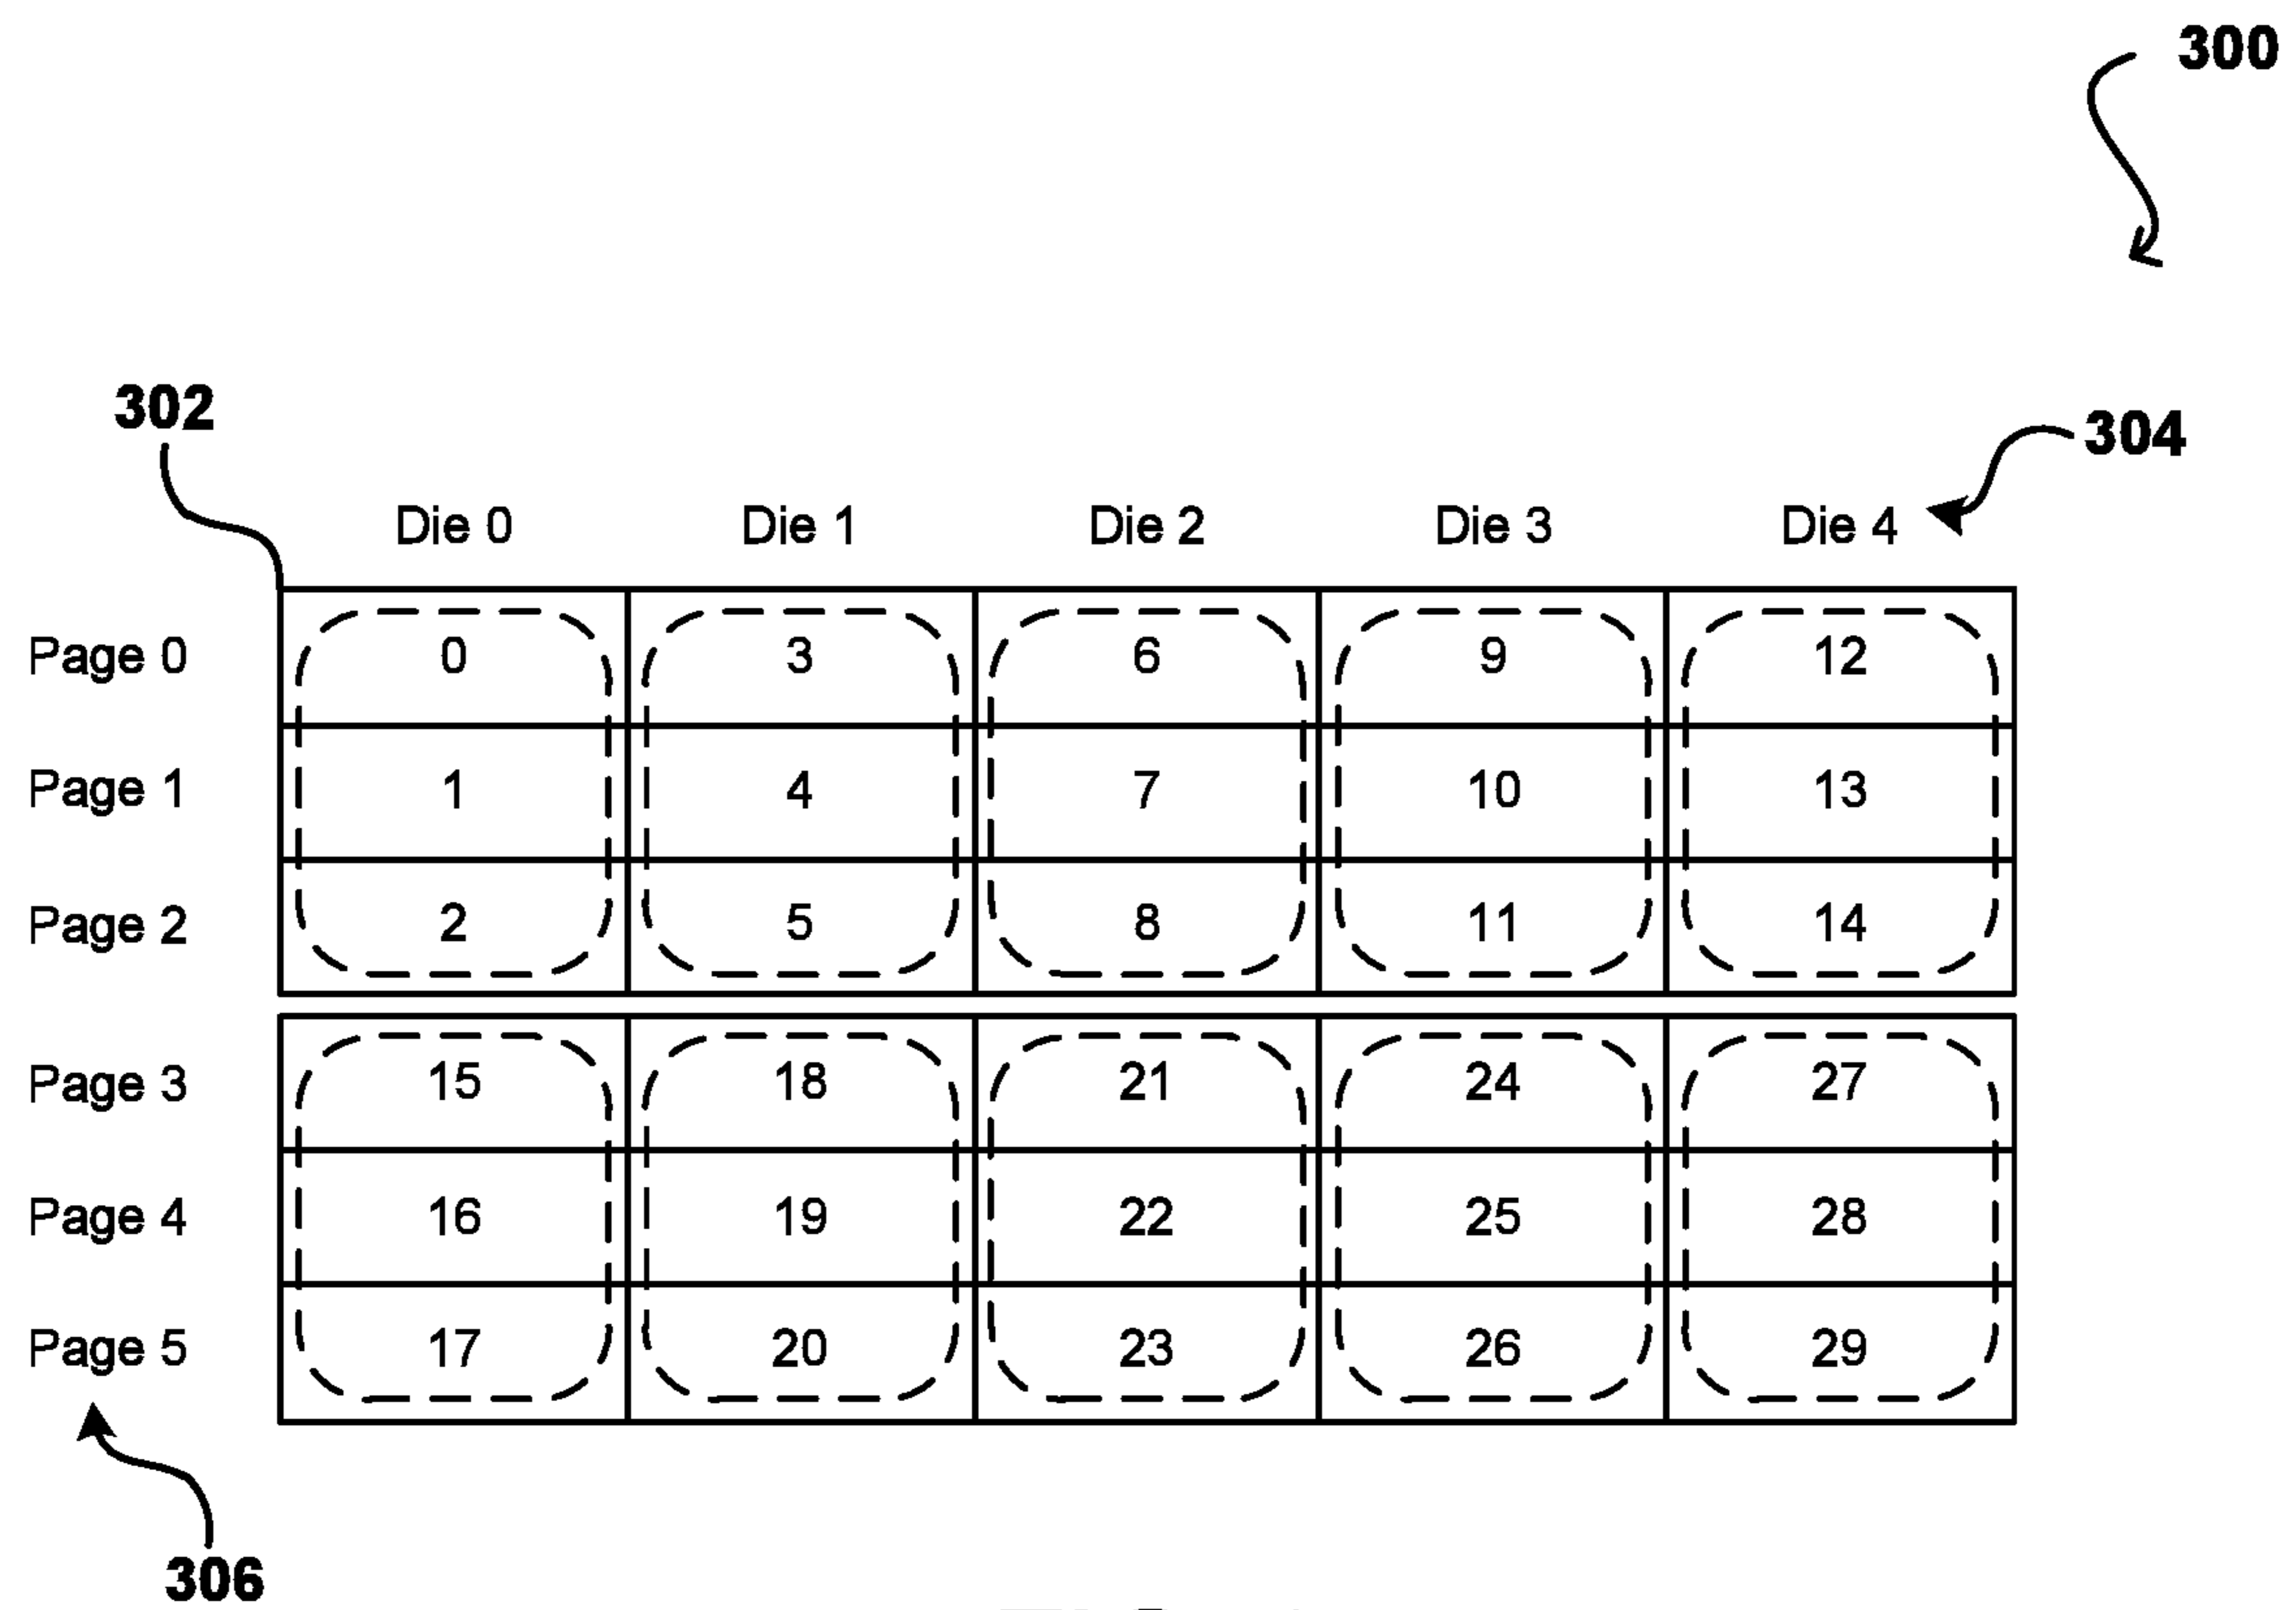 300
302
304
Die 0 Die 1 Die 2 Die 3 Die 4
Page 0 0 3 6 9 12
Page 1 1 4 7 10 13
Page 2 2 5 8 11 14
Page 3 15 18 21 24 27
Page 4 16 19 22 25 28
Page 5 17 20 23 26 29
306